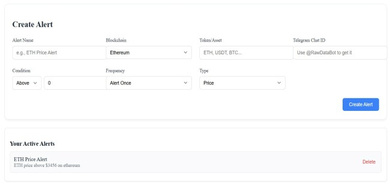 Create Alert
Alert Name Blockchain Token/Asset Telegram Chat ID
e.g., ETH Price Alert Ethereum ETH, USDT, BTC... Use @RawDataBot to get it
Condition Frequency Type
Above 0 Alert Once Price
Create Alert
Your Active Alerts
ETH Price Alert
ETH price above $3456 on ethereum
Delete